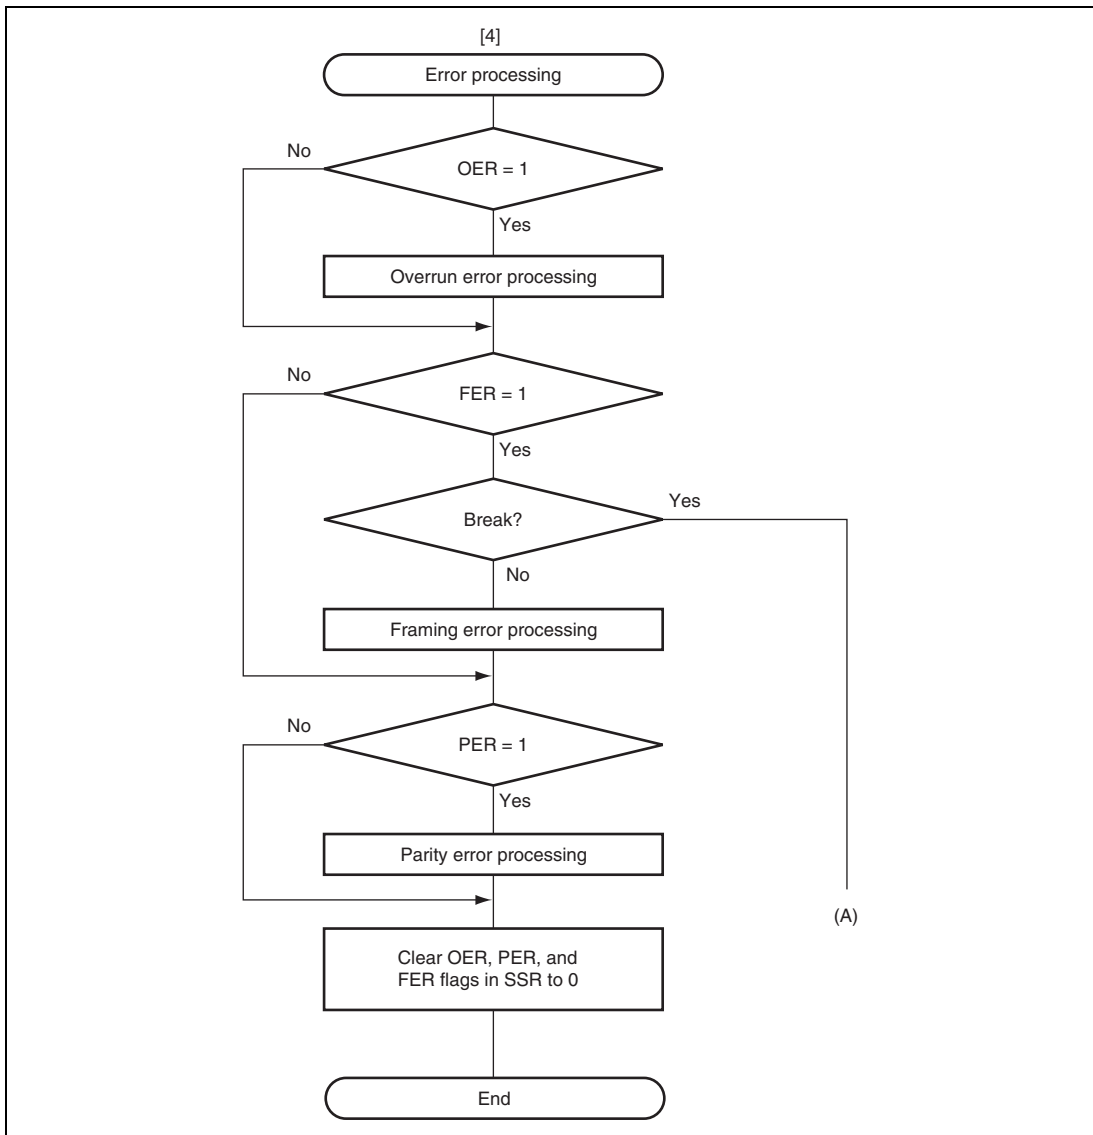 [4]
Error processing
No
OER = 1
Yes
Overrun error processing
No
FER = 1
Yes
Break?
Yes
No
Framing error processing
No
PER = 1
Yes
Parity error processing
(A)
Clear OER, PER, and
FER flags in SSR to 0
End